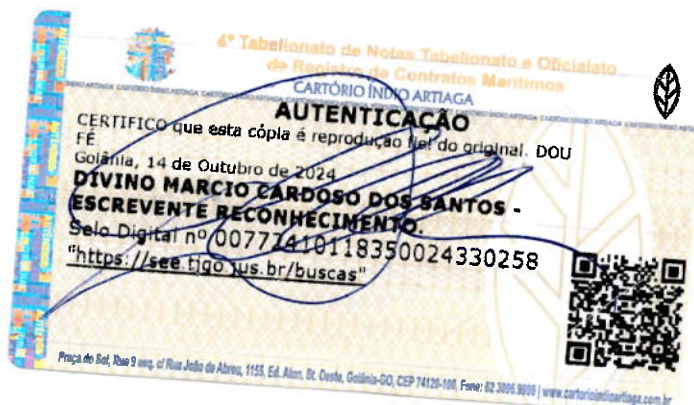 4º Tabelionato de Notas Tabelionato e Oficialato
de Registro de Contratos Marítimos
CARTÓRIO ÍNDIO ARTIAGA
AUTENTICAÇÃO
CERTIFICO que esta cópia é reprodução fiel do original. DOU
FÉ
Goiânia, 14 de Outubro de 2024
DIVINO MARCIO CARDOSO DOS SANTOS -
ESCREVENTE RECONHECIMENTO.
Selo Digital nº 00772410118350024330258
"https://see.tjgo.jus.br/buscas"
Praça do Sol, Rua 9 esq. c/ Rua João de Abreu, 1155, Ed. Aton, St. Oeste, Goiânia-GO, CEP 74120-100, Fone: 62 3096.9999 | www.cartorioindioartiaga.com.br